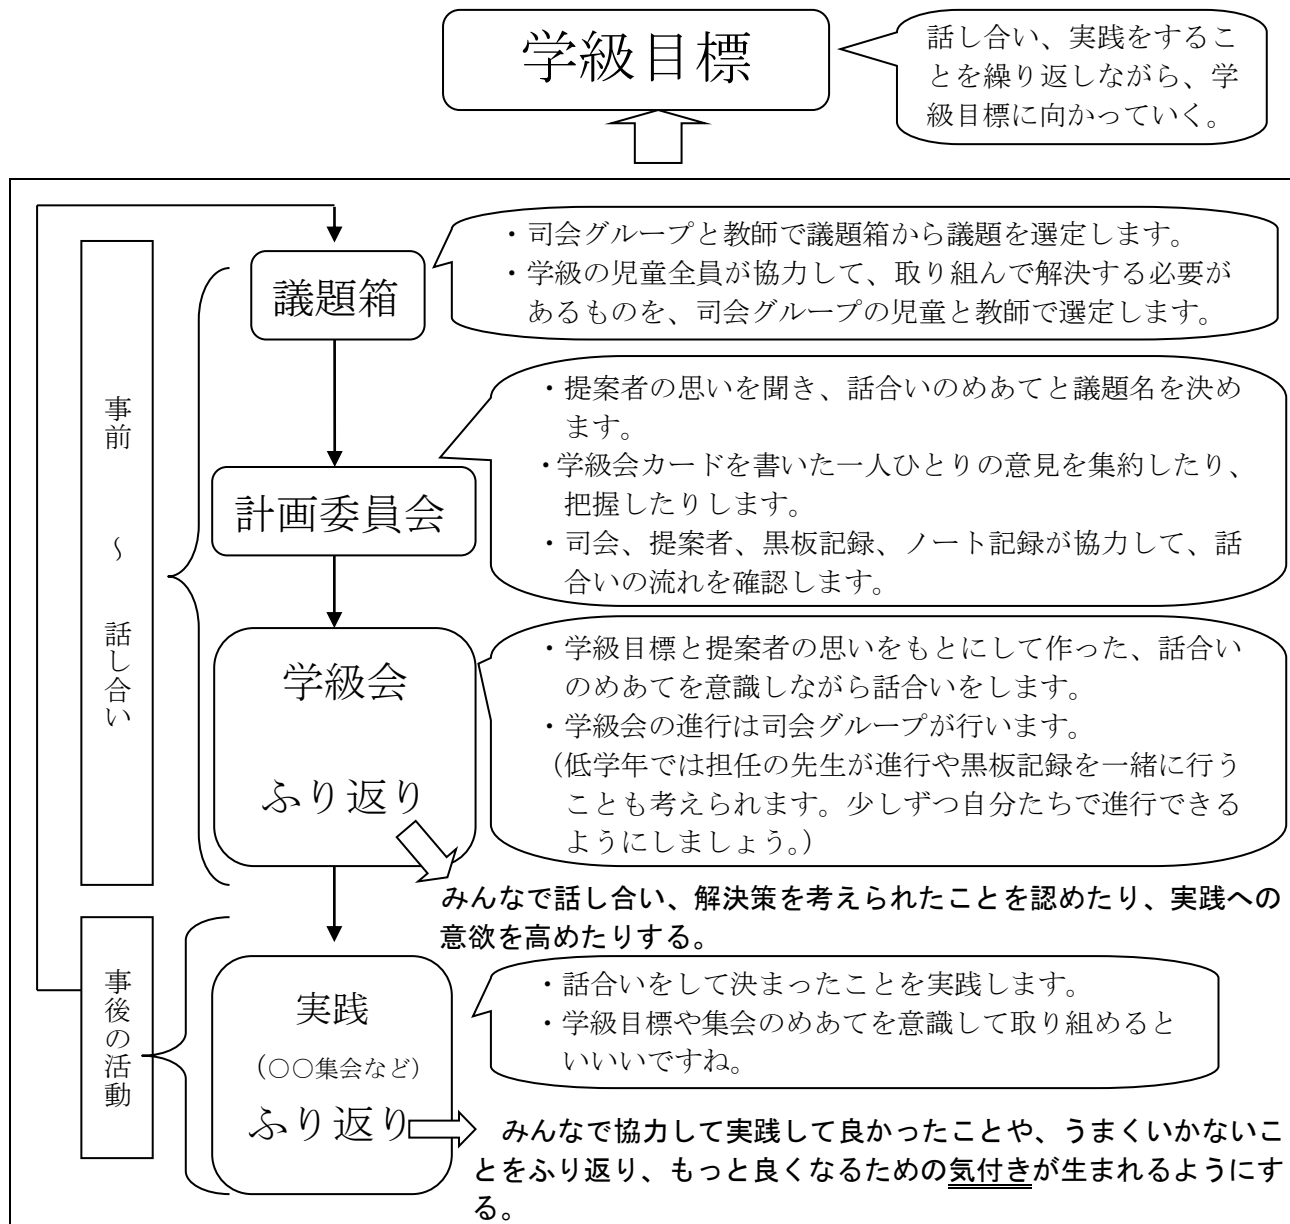 学級目標
話し合い、実践をするこ
とを繰り返しながら、学
級目標に向かっていく。
事前　～　話し合い
議題箱
・司会グループと教師で議題箱から議題を選定します。
・学級の児童全員が協力して、取り組んで解決する必要が
あるものを、司会グループの児童と教師で選定します。
計画委員会
・提案者の思いを聞き、話合いのめあてと議題名を決め
ます。
・学級会カードを書いた一人ひとりの意見を集約したり、
把握したりします。
・司会、提案者、黒板記録、ノート記録が協力して、話
合いの流れを確認します。
学級会
ふり返り
・学級目標と提案者の思いをもとにして作った、話合い
のめあてを意識しながら話合いをします。
・学級会の進行は司会グループが行います。
（低学年では担任の先生が進行や黒板記録を一緒に行う
ことも考えられます。少しずつ自分たちで進行できる
ようにしましょう。）
みんなで話し合い、解決策を考えられたことを認めたり、実践への
意欲を高めたりする。
事後の活動
実践
（○○集会など）
ふり返り
・話合いをして決まったことを実践します。
・学級目標や集会のめあてを意識して取り組めると
いいいですね。
みんなで協力して実践して良かったことや、うまくいかないこ
とをふり返り、もっと良くなるための気付きが生まれるようにす
る。